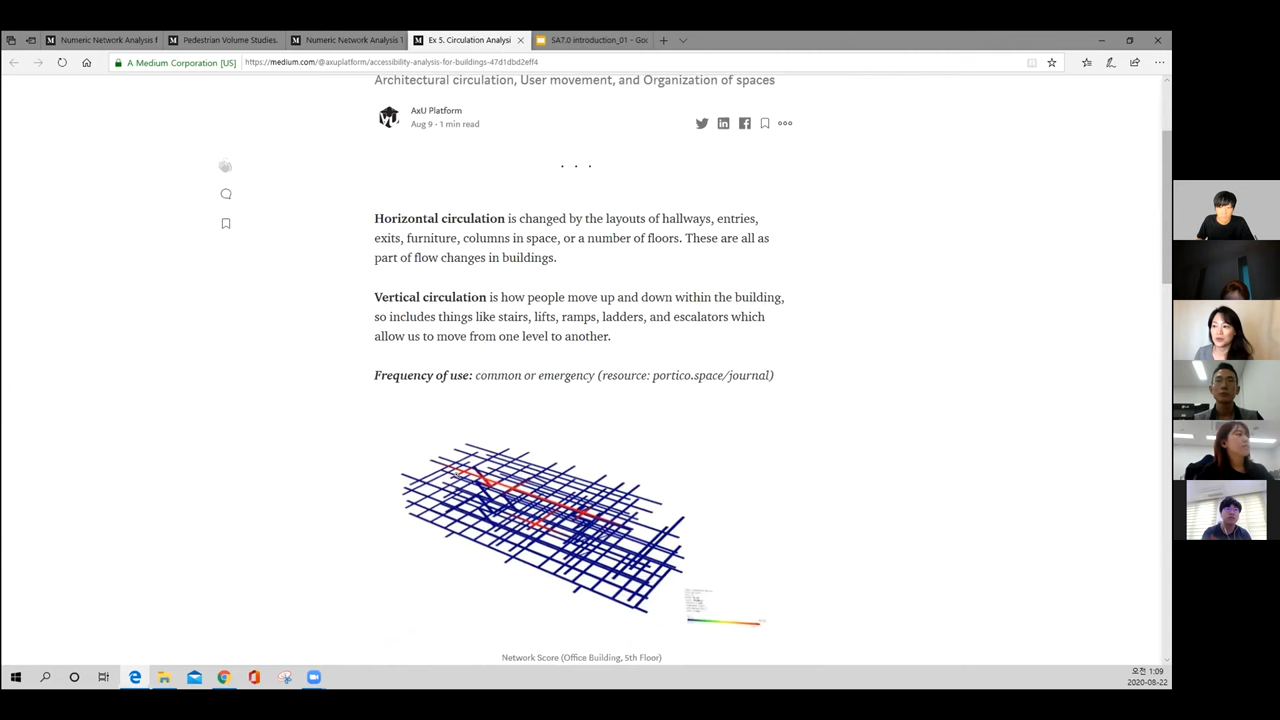 Numeric Network Analysis f
Pedestrian Volume Studies.
Numeric Network Analysis T
Ex 5. Circulation Analysi
SA7.0 introduction_01 - Goo
A Medium Corporation [US]
https://medium.com/@axuplatform/accessibility-analysis-for-buildings-47d1dbd2eff4
Architectural circulation, User movement, and Organization of spaces
AxU Platform
Aug 9 · 1 min read
. . .
Horizontal circulation is changed by the layouts of hallways, entries,
exits, furniture, columns in space, or a number of floors. These are all as
part of flow changes in buildings.
Vertical circulation is how people move up and down within the building,
so includes things like stairs, lifts, ramps, ladders, and escalators which
allow us to move from one level to another.
Frequency of use: common or emergency (resource: portico.space/journal)
Network Score (Office Building, 5th Floor)
오전 1:09
2020-08-22